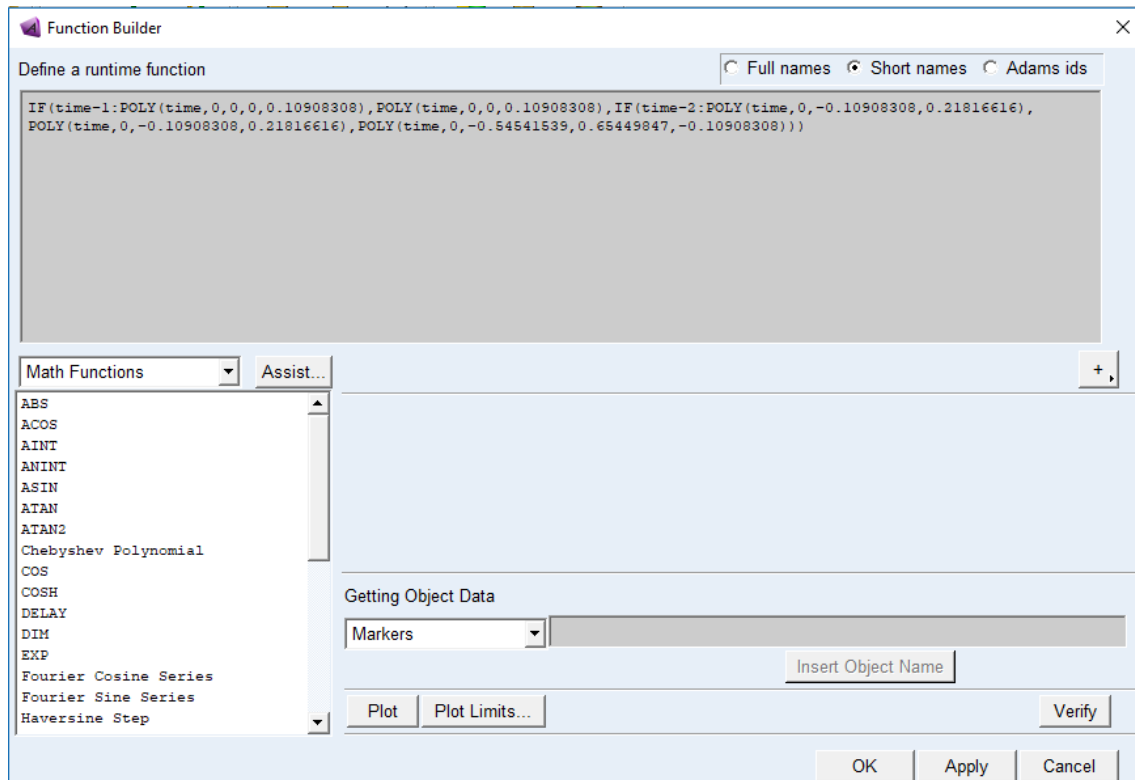 Function Builder
Define a runtime function
Full names Short names Adams ids
IF(time-1:POLY(time,0,0,0,0.10908308),POLY(time,0,0,0.10908308),IF(time-2:POLY(time,0,-0.10908308,0.21816616),
POLY(time,0,-0.10908308,0.21816616),POLY(time,0,-0.54541539,0.65449847,-0.10908308)))
Math Functions
Assist...
+
ABS
ACOS
AINT
ANINT
ASIN
ATAN
ATAN2
Chebyshev Polynomial
COS
COSH
DELAY
DIM
EXP
Fourier Cosine Series
Fourier Sine Series
Haversine Step
Getting Object Data
Markers
Insert Object Name
Plot
Plot Limits...
Verify
OK
Apply
Cancel